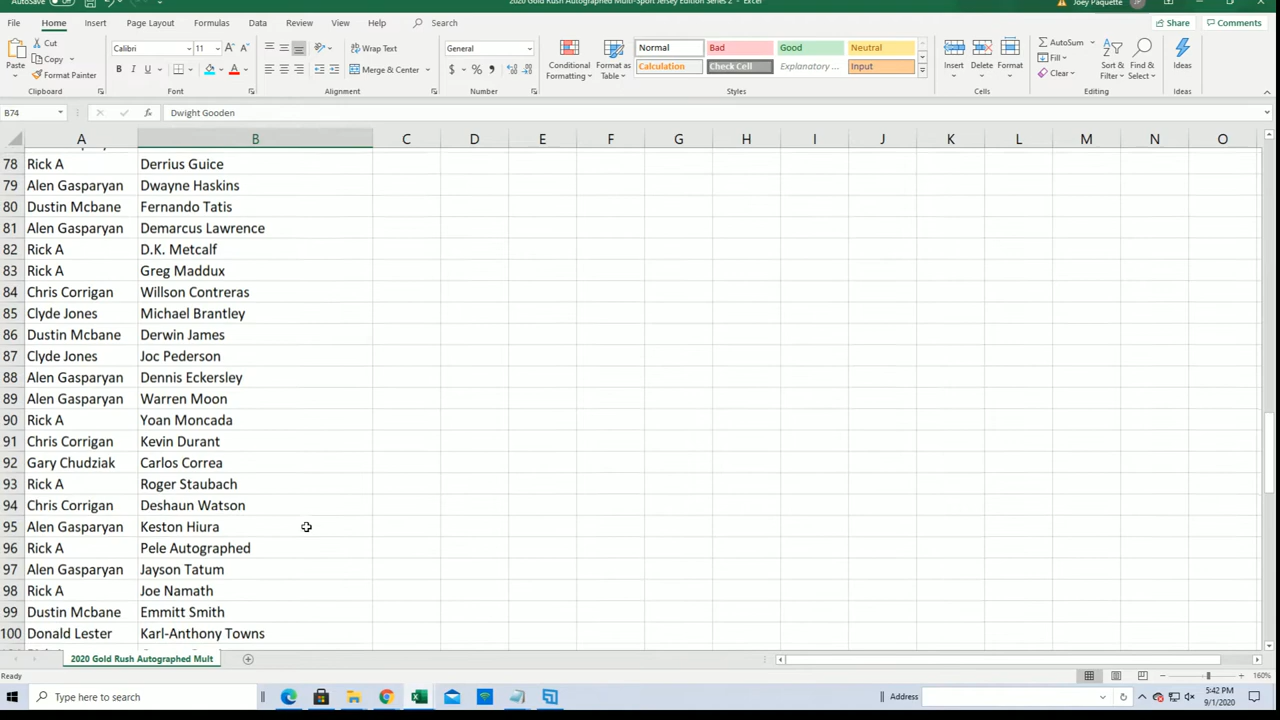 AutoSave
2020 Gold Rush Autographed Multi-Sport Jersey Edition Series 2 - Excel
Joey Paquette
JP
File Home Insert Page Layout Formulas Data Review View Help Search Share Comments
Paste
Cut
Copy
Format Painter
Clipboard
Calibri 11
B I U
Font
Wrap Text
Merge & Center
Alignment
General
$ % ,
Number
Conditional Formatting
Format as Table
Normal Bad Good Neutral
Calculation Check Cell Explanatory ... Input
Styles
Insert Delete Format
Cells
AutoSum
Fill
Clear
Sort & Filter
Find & Select
Editing
Ideas
Ideas
B74 fx Dwight Gooden
A B C D E F G H I J K L M N O
78 Rick A Derrius Guice
79 Alen Gasparyan Dwayne Haskins
80 Dustin Mcbane Fernando Tatis
81 Alen Gasparyan Demarcus Lawrence
82 Rick A D.K. Metcalf
83 Rick A Greg Maddux
84 Chris Corrigan Willson Contreras
85 Clyde Jones Michael Brantley
86 Dustin Mcbane Derwin James
87 Clyde Jones Joc Pederson
88 Alen Gasparyan Dennis Eckersley
89 Alen Gasparyan Warren Moon
90 Rick A Yoan Moncada
91 Chris Corrigan Kevin Durant
92 Gary Chudziak Carlos Correa
93 Rick A Roger Staubach
94 Chris Corrigan Deshaun Watson
95 Alen Gasparyan Keston Hiura
96 Rick A Pele Autographed
97 Alen Gasparyan Jayson Tatum
98 Rick A Joe Namath
99 Dustin Mcbane Emmitt Smith
100 Donald Lester Karl-Anthony Towns
2020 Gold Rush Autographed Mult
Ready
160%
Type here to search
Address
5:42 PM
9/1/2020